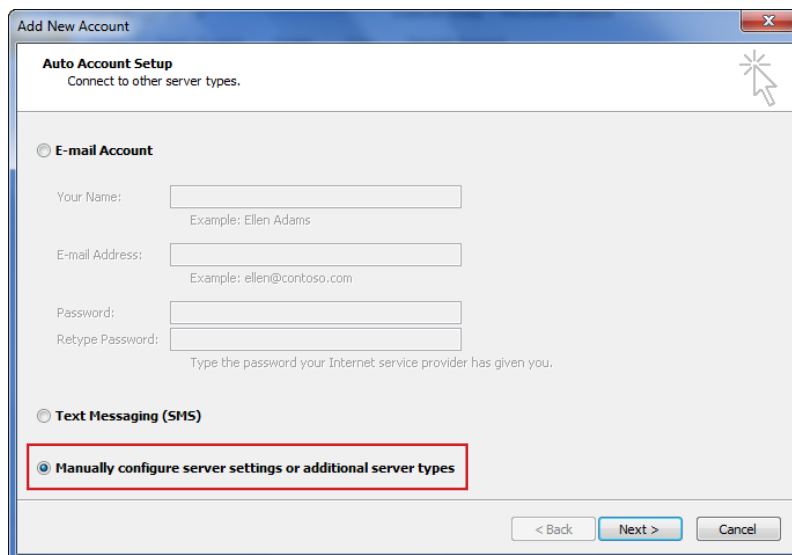 Add New Account
Auto Account Setup
Connect to other server types.
E-mail Account
Your Name:
Example: Ellen Adams
E-mail Address:
Example: ellen@contoso.com
Password:
Retype Password:
Type the password your Internet service provider has given you.
Text Messaging (SMS)
Manually configure server settings or additional server types
< Back Next > Cancel